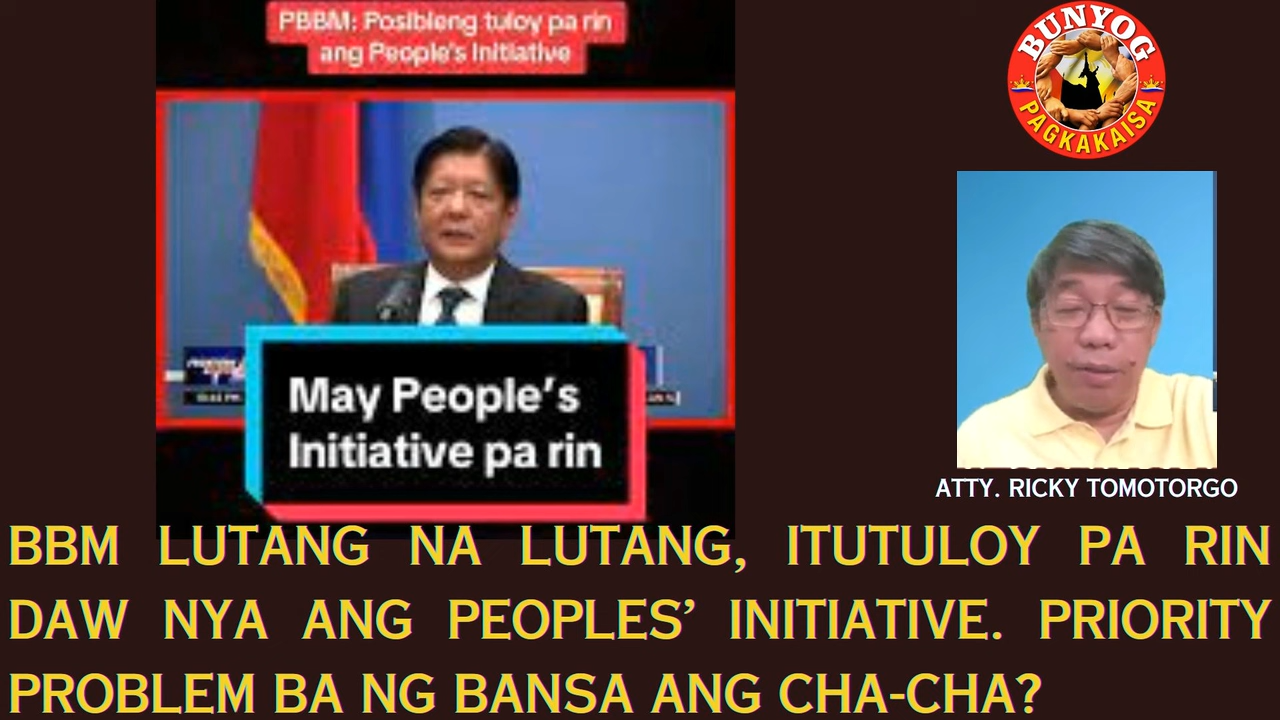 PBBM: Posibleng tuloy pa rin
ang People's Initiative
BUNYOG
PAGKAKAISA
May People's
Initiative pa rin
ATTY. RICKY TOMOTORGO
BBM LUTANG NA LUTANG, ITUTULOY PA RIN
DAW NYA ANG PEOPLES' INITIATIVE. PRIORITY
PROBLEM BA NG BANSA ANG CHA-CHA?